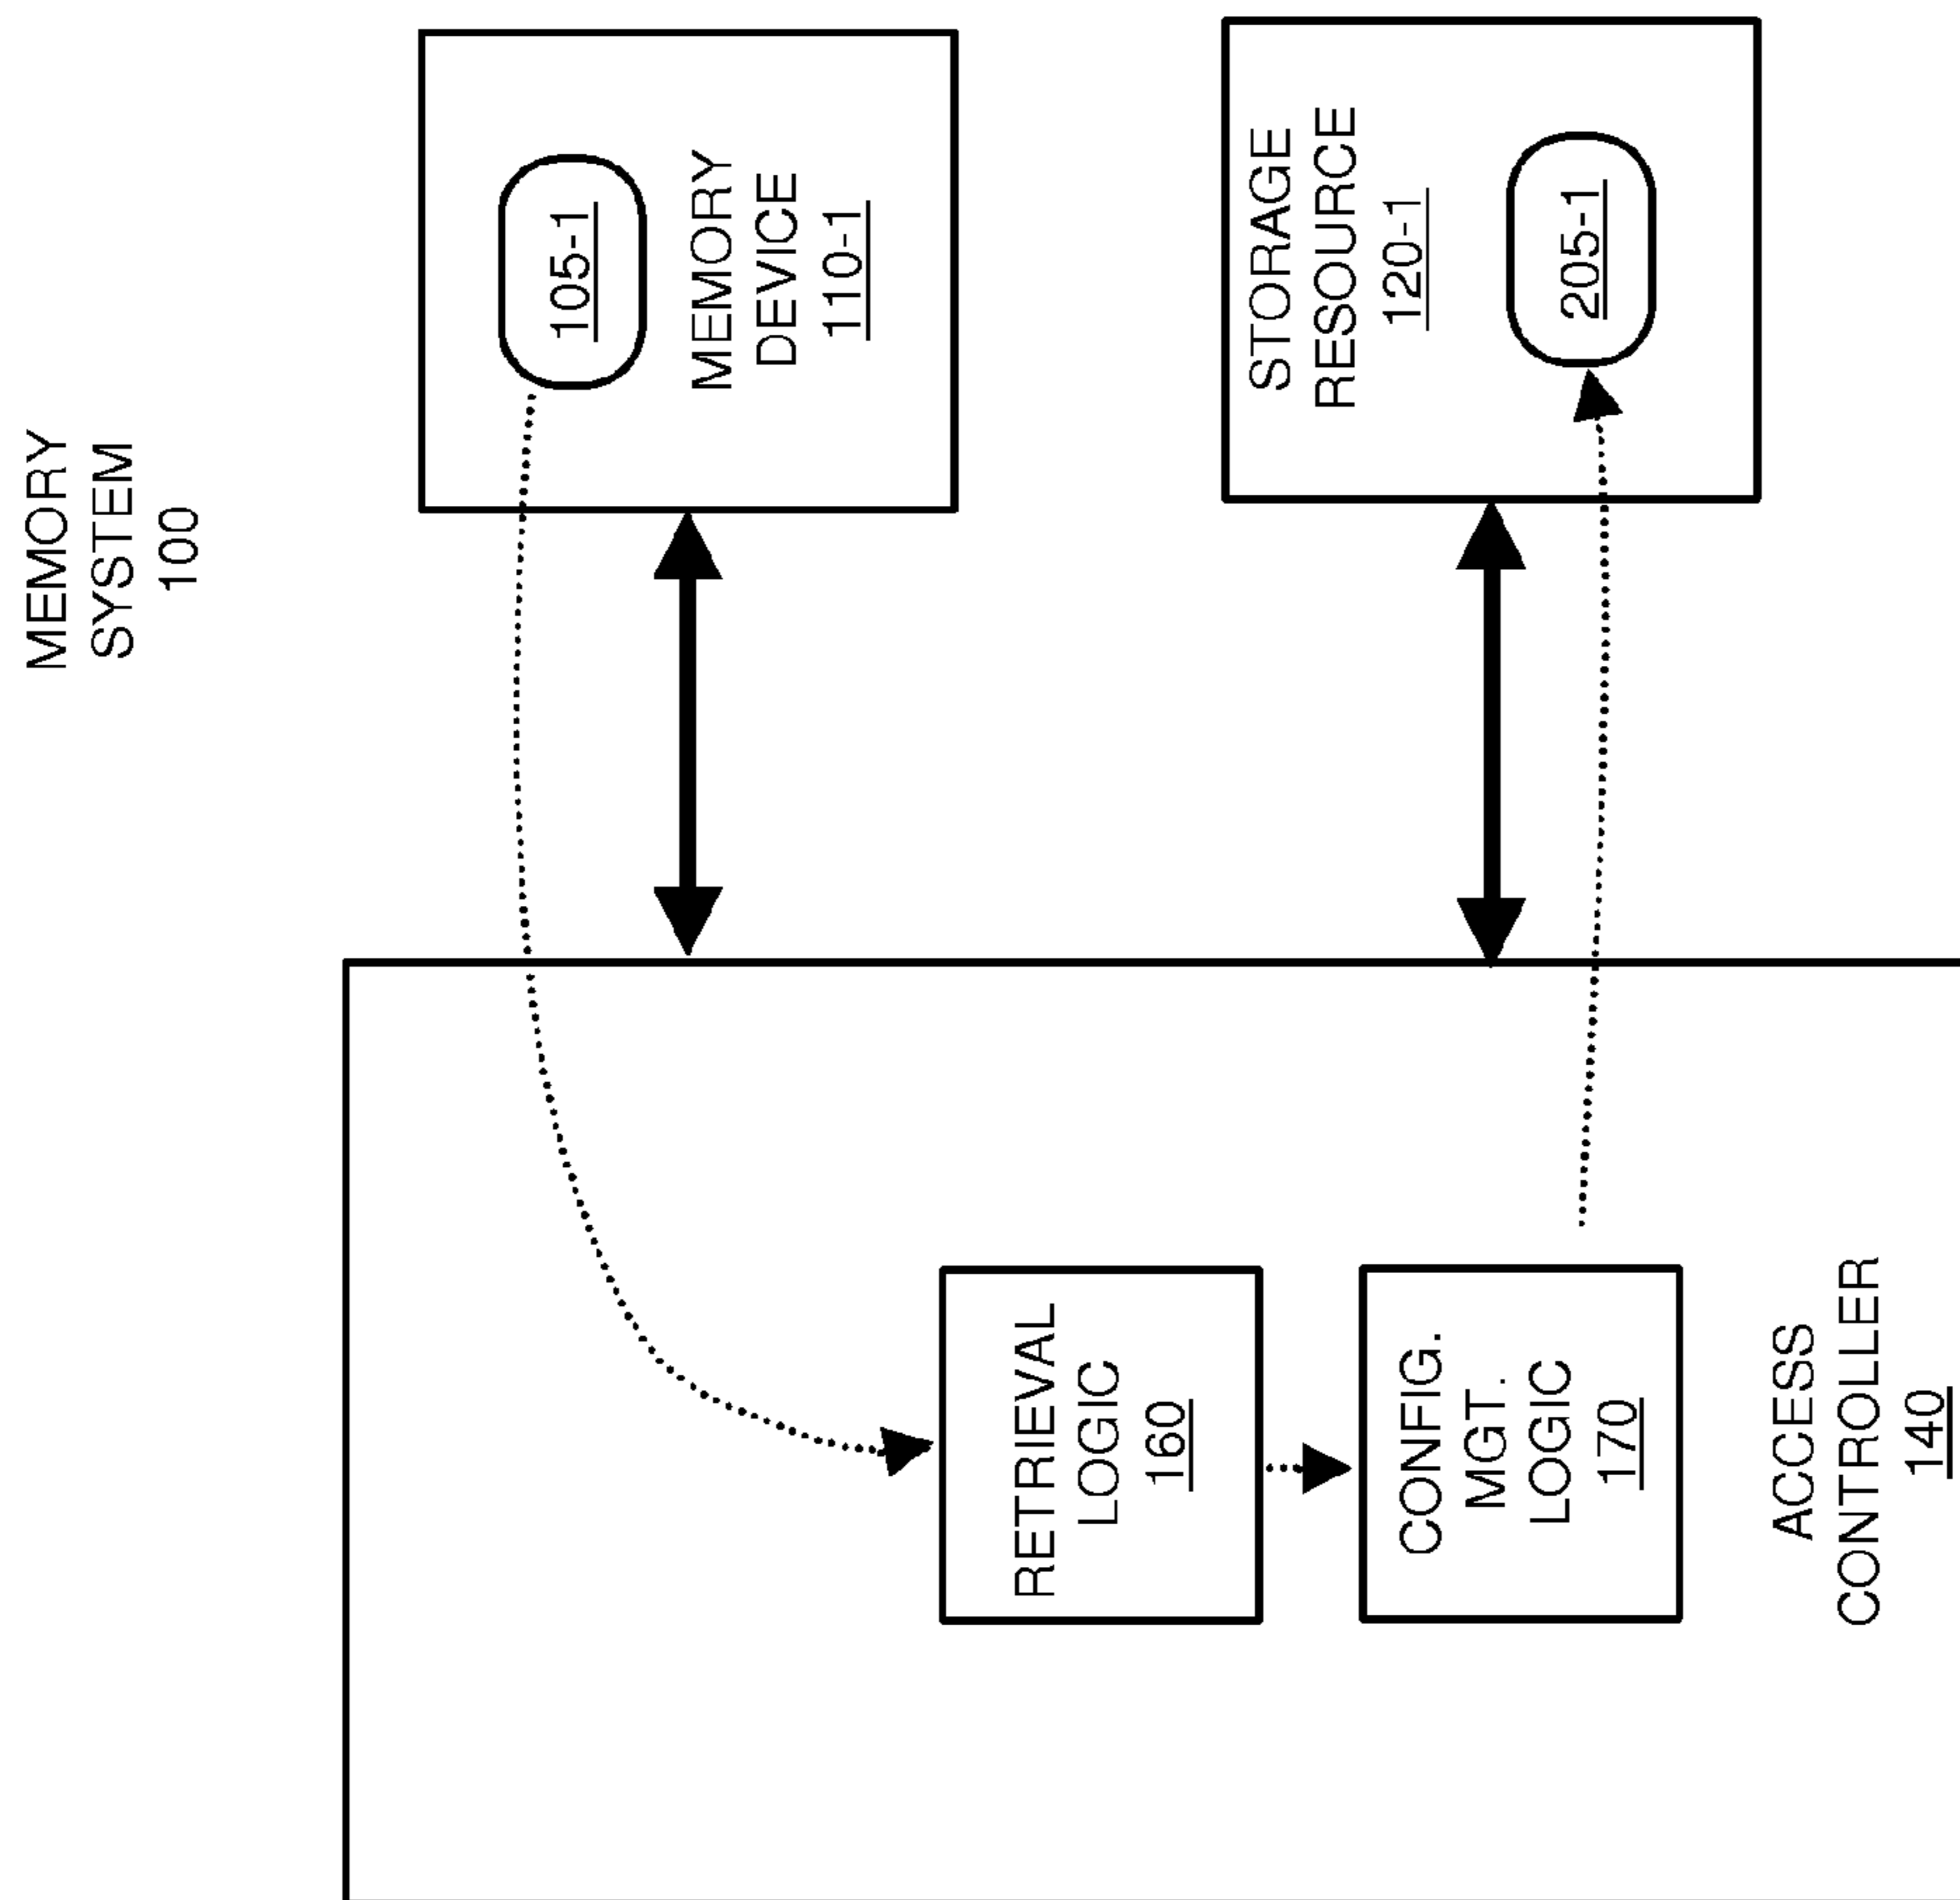 MEMORY
SYSTEM
100
105-1
MEMORY
DEVICE
110-1
STORAGE
RESOURCE
120-1
205-1
RETRIEVAL
LOGIC
160
CONFIG.
MGT.
LOGIC
170
ACCESS
CONTROLLER
140